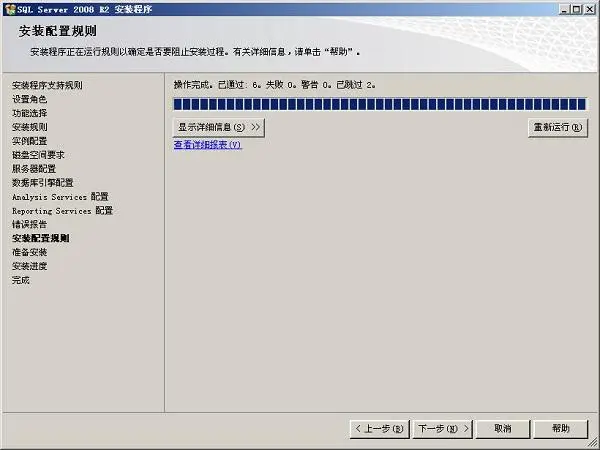 SQL Server 2008 R2 安装程序
安装配置规则
安装程序正在运行规则以确定是否要阻止安装过程。有关详细信息，请单击“帮助”。
安装程序支持规则
设置角色
功能选择
安装规则
实例配置
磁盘空间要求
服务器配置
数据库引擎配置
Analysis Services 配置
Reporting Services 配置
错误报告
安装配置规则
准备安装
安装进度
完成
操作完成。已通过: 6。失败 0。警告 0。已跳过 2。
显示详细信息(S) >>
重新运行(R)
查看详细报表(V)
< 上一步(B)
下一步(N) >
取消
帮助